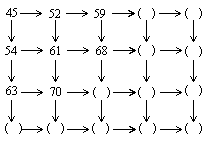 45 → 52 → 59 → ( ) → ( )
↓ ↓ ↓ ↓ ↓
54 → 61 → 68 → ( ) → ( )
↓ ↓ ↓ ↓ ↓
63 → 70 → ( ) → ( ) → ( )
↓ ↓ ↓ ↓ ↓
( ) → ( ) → ( ) → ( ) → ( )